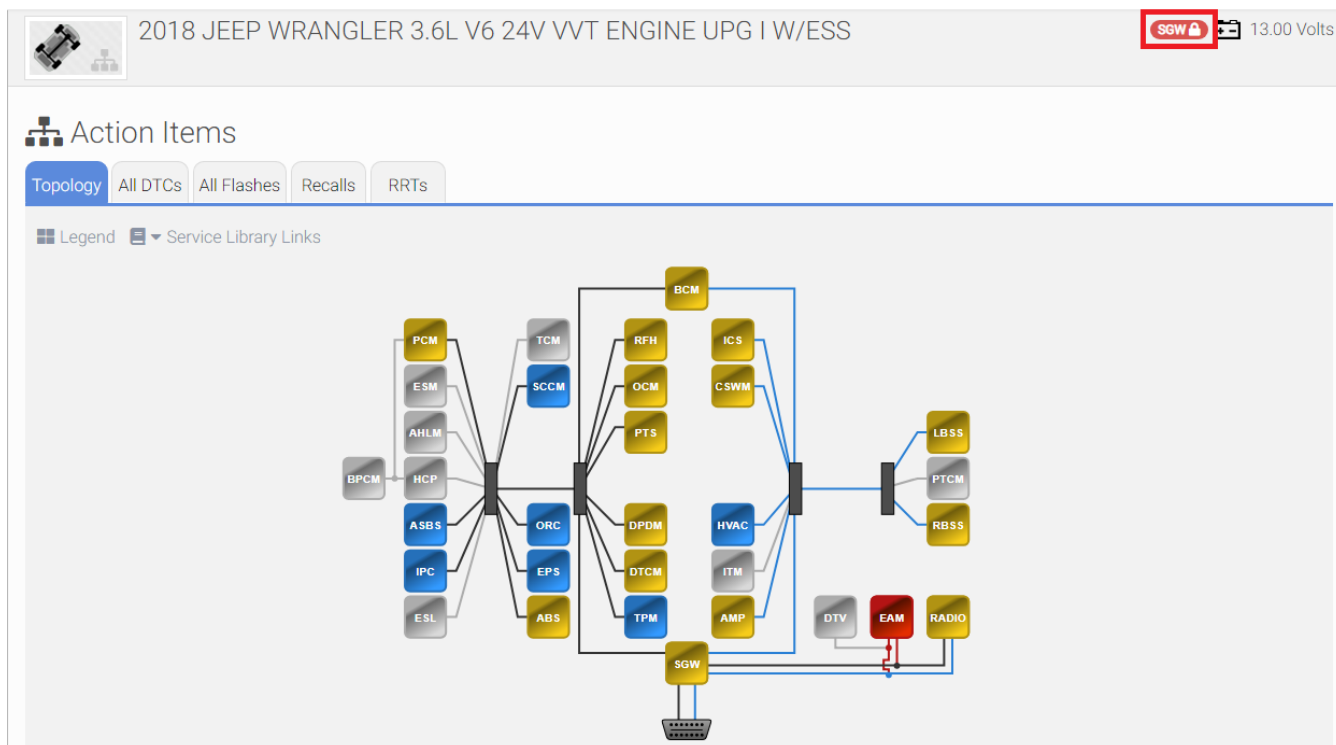 2018 JEEP WRANGLER 3.6L V6 24V VVT ENGINE UPG I W/ESS
SGW
13.00 Volts
Action Items
Topology All DTCs All Flashes Recalls RRTs
Legend Service Library Links
BCM
PCM TCM RFH ICS
ESM SCCM OCM CSWM
AHLM PTS LBSS
BPCM HCP PTCM
ASBS ORC DPDM HVAC RBSS
IPC EPS DTCM ITM
ESL ABS TPM AMP DTV EAM RADIO
SGW